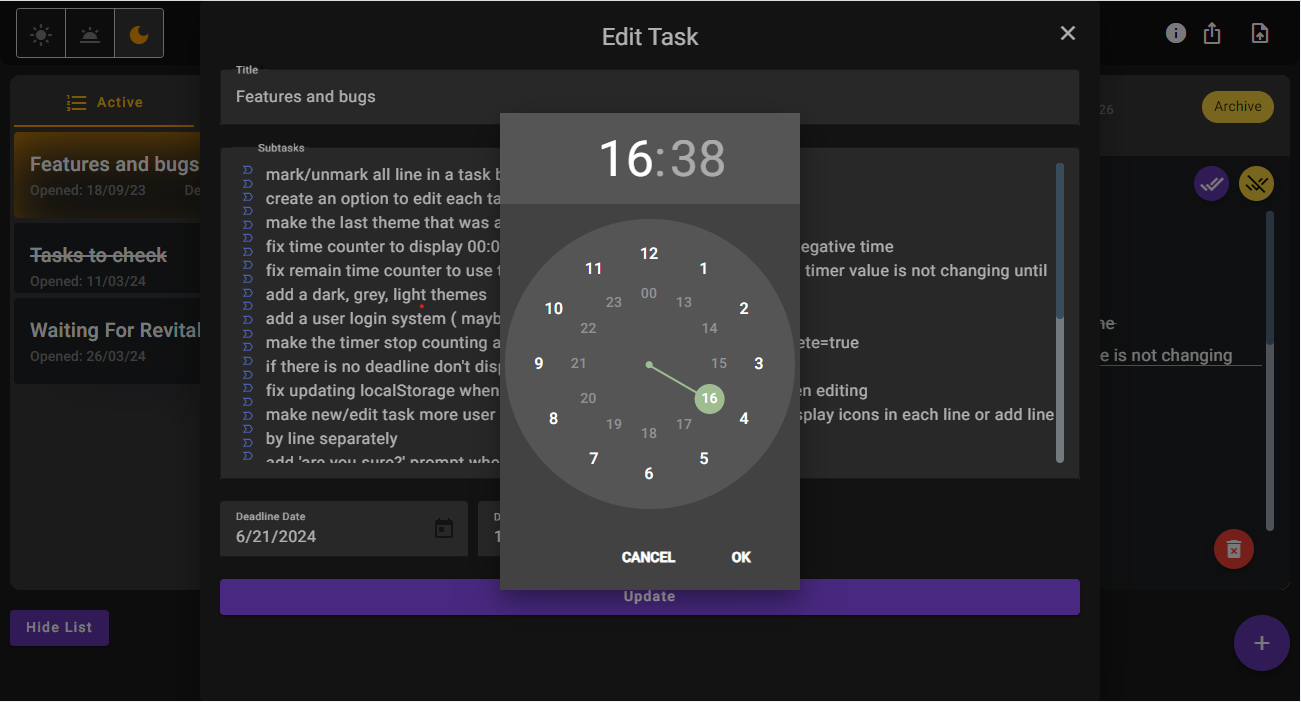 Edit Task
Active
Features and bugs
Opened: 18/09/23 De
Tasks to check
Opened: 11/03/24
Waiting For Revital
Opened: 26/03/24
Hide List
Title
Features and bugs
Subtasks
mark/unmark all line in a task b
create an option to edit each ta
make the last theme that was a
fix time counter to display 00:0 egative time
fix remain time counter to use t timer value is not changing until
add a dark, grey, light themes
add a user login system ( mayb
make the timer stop counting a ete=true
if there is no deadline don't disp
fix updating localStorage when en editing
make new/edit task more user splay icons in each line or add line
by line separately
add 'are you sure?' prompt whe
Deadline Date
6/21/2024
D
1
Update
16:38
12
11 1
00
23 13
10 2
22 14
9 21 15 3
20 16
8 4
19 17
18
7 5
6
CANCEL OK
26
Archive
ne
e is not changing
+